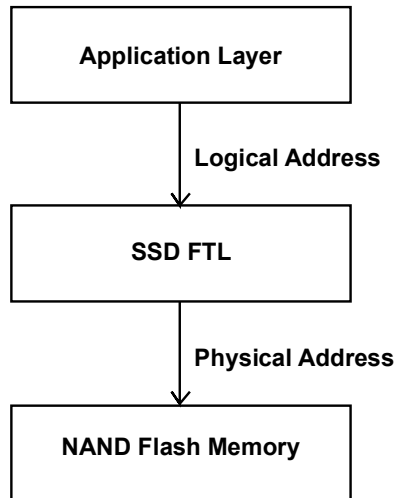 Application Layer
Logical Address
SSD FTL
Physical Address
NAND Flash Memory